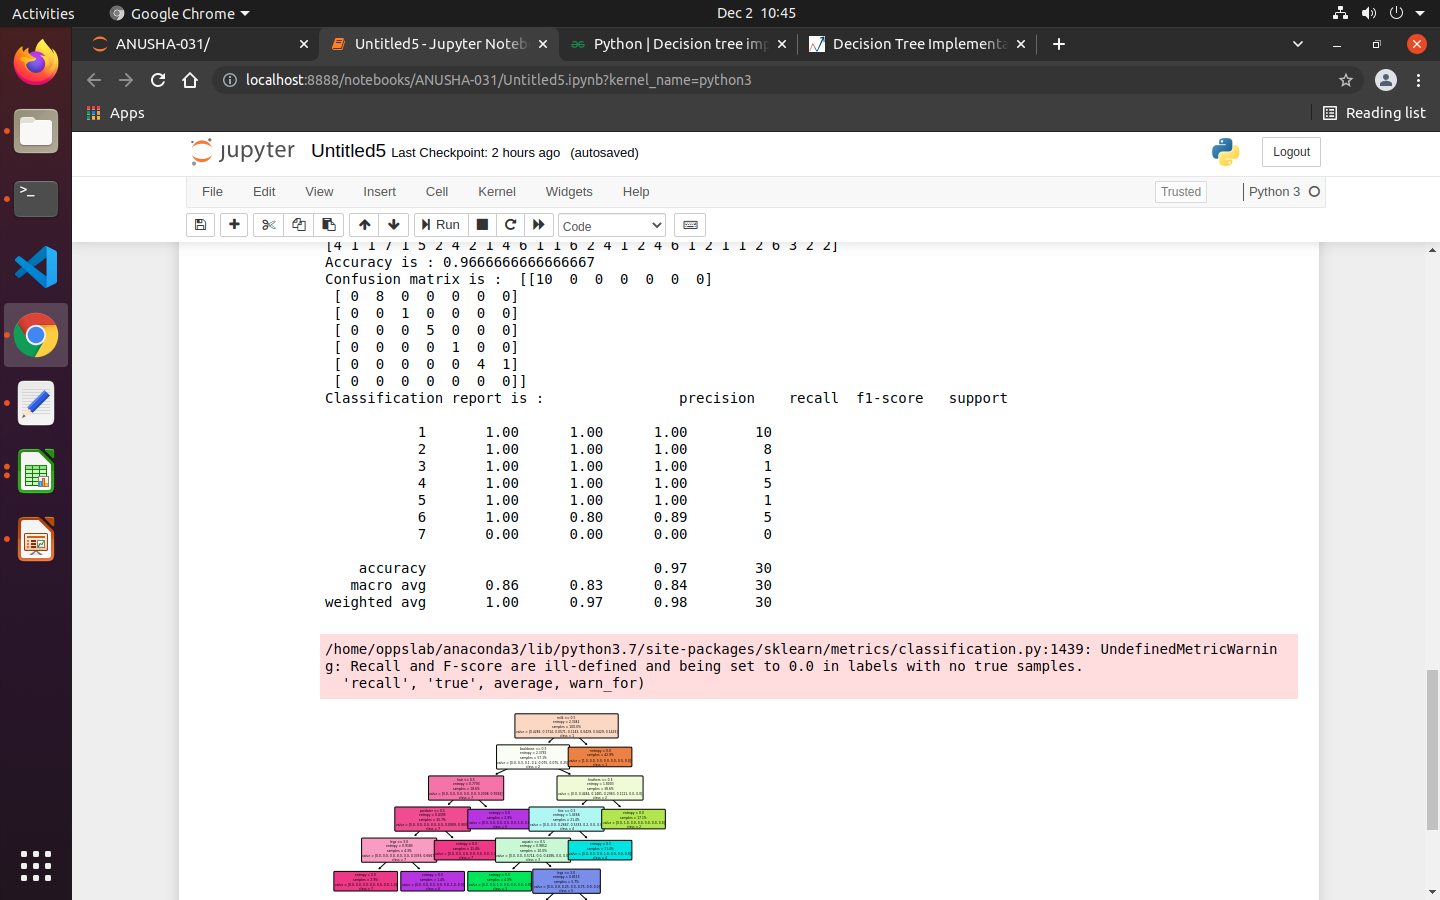 Activities
Google Chrome
Dec 2 10:45
ANUSHA-031/
Untitled5 - Jupyter Noteb
Python | Decision tree im
Decision Tree Implementa
localhost:8888/notebooks/ANUSHA-031/Untitled5.ipynb?kernel_name=python3
Apps
Reading list
jupyter
Untitled5 Last Checkpoint: 2 hours ago (autosaved)
Logout
File Edit View Insert Cell Kernel Widgets Help
Trusted
Python 3
Run
Code
[4 1 1 7 1 5 2 4 2 1 4 6 1 1 6 2 4 1 2 4 6 1 2 1 1 2 6 3 2 2]
Accuracy is : 0.9666666666666667
Confusion matrix is :  [[10  0  0  0  0  0  0]
[ 0  8  0  0  0  0  0]
[ 0  0  1  0  0  0  0]
[ 0  0  0  5  0  0  0]
[ 0  0  0  0  1  0  0]
[ 0  0  0  0  0  4  1]
[ 0  0  0  0  0  0  0]]
Classification report is :                precision    recall  f1-score   support
1       1.00      1.00      1.00        10
2       1.00      1.00      1.00         8
3       1.00      1.00      1.00         1
4       1.00      1.00      1.00         5
5       1.00      1.00      1.00         1
6       1.00      0.80      0.89         5
7       0.00      0.00      0.00         0
accuracy                           0.97        30
macro avg       0.86      0.83      0.84        30
weighted avg       1.00      0.97      0.98        30
/home/oppslab/anaconda3/lib/python3.7/site-packages/sklearn/metrics/classification.py:1439: UndefinedMetricWarnin
g: Recall and F-score are ill-defined and being set to 0.0 in labels with no true samples.
'recall', 'true', average, warn_for)